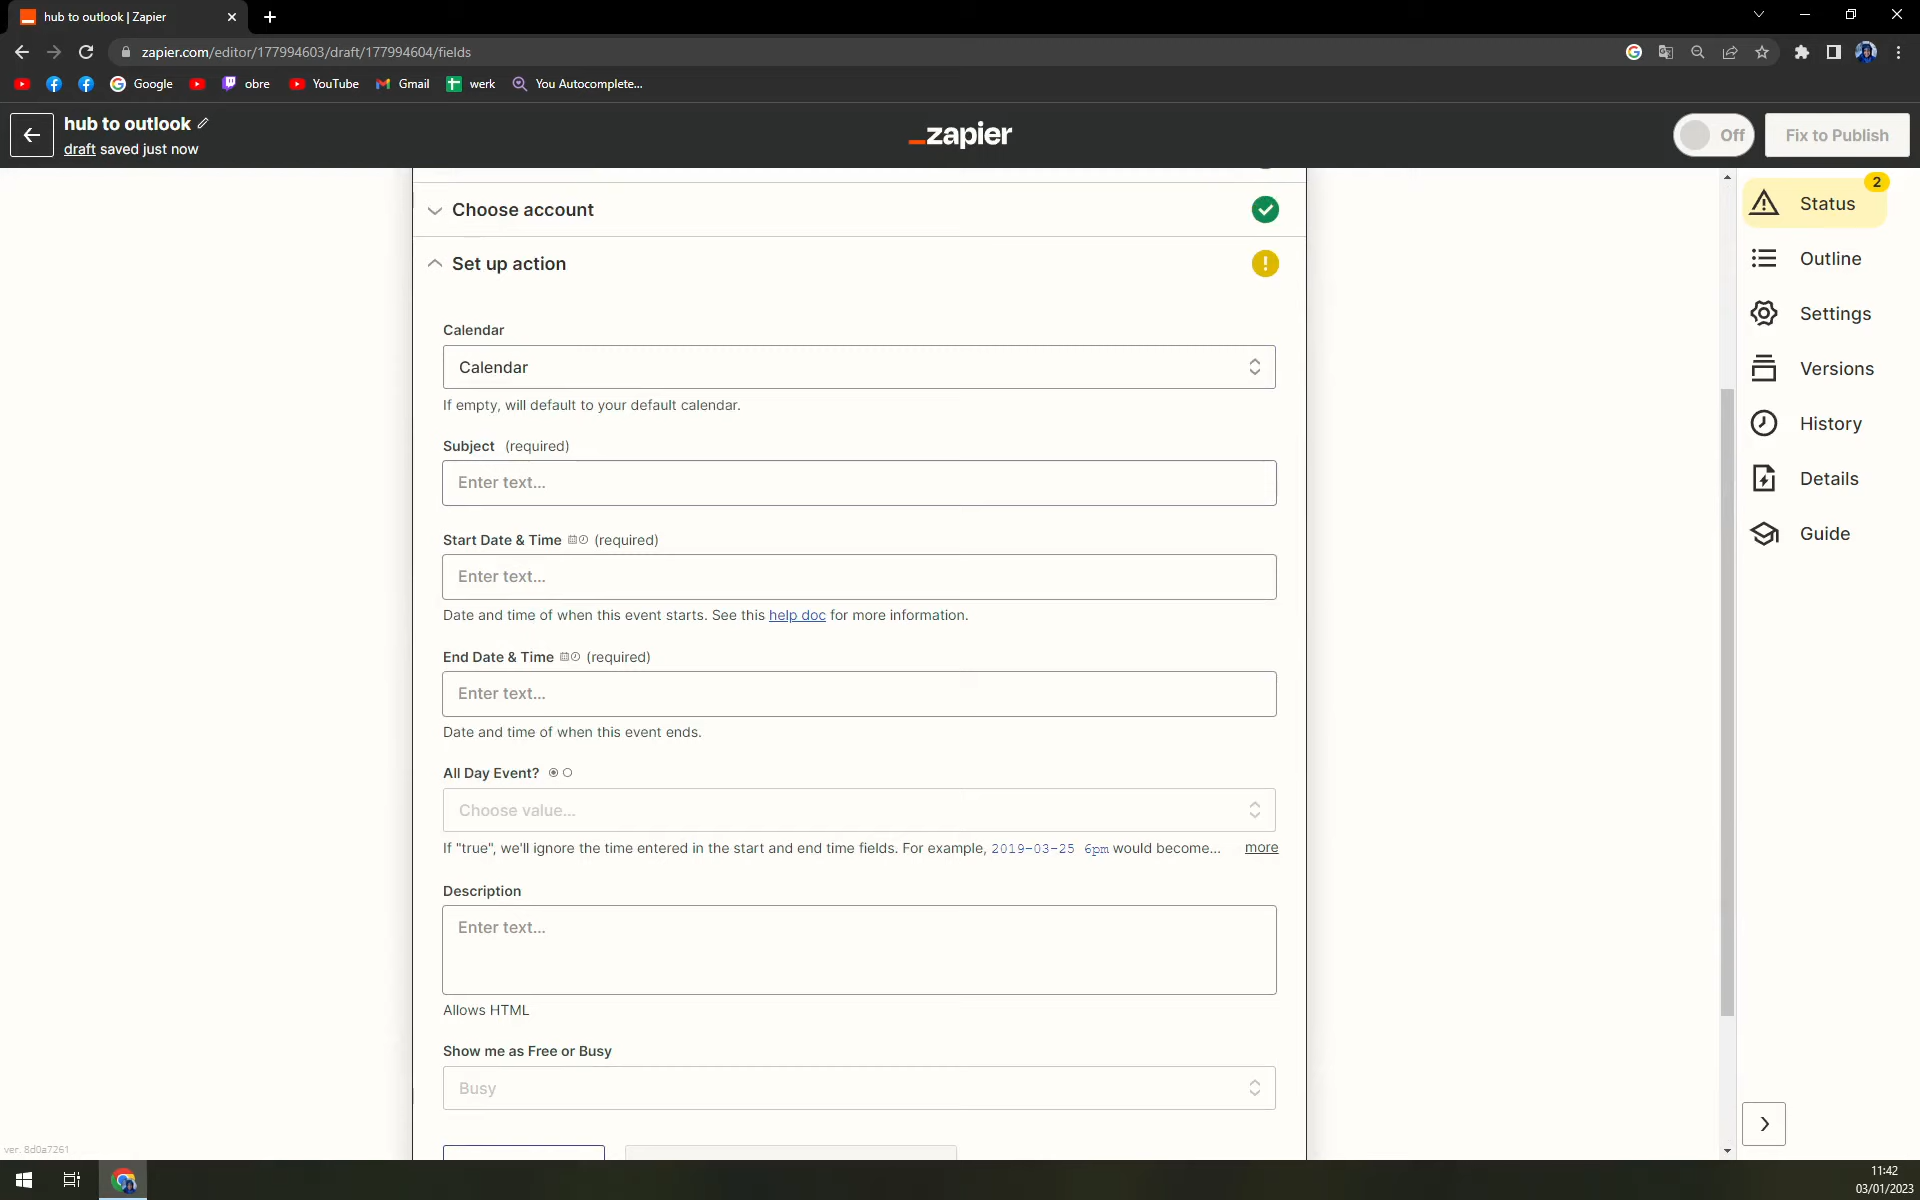 hub to outlook | Zapier
zapier.com/editor/177994603/draft/177994604/fields
Google
obre
YouTube
Gmail
werk
You Autocomplete...
hub to outlook
draft saved just now
zapier
Off
Fix to Publish
Choose account
Set up action
!
Calendar
Calendar
If empty, will default to your default calendar.
Subject (required)
Enter text...
Start Date & Time (required)
Enter text...
Date and time of when this event starts. See this help doc for more information.
End Date & Time (required)
Enter text...
Date and time of when this event ends.
All Day Event?
Choose value...
If "true", we'll ignore the time entered in the start and end time fields. For example, 2019-03-25 6pm would become... more
Description
Enter text...
Allows HTML
Show me as Free or Busy
Busy
2
Status
Outline
Settings
Versions
History
Details
Guide
ver. 8d0a7261
11:42
03/01/2023